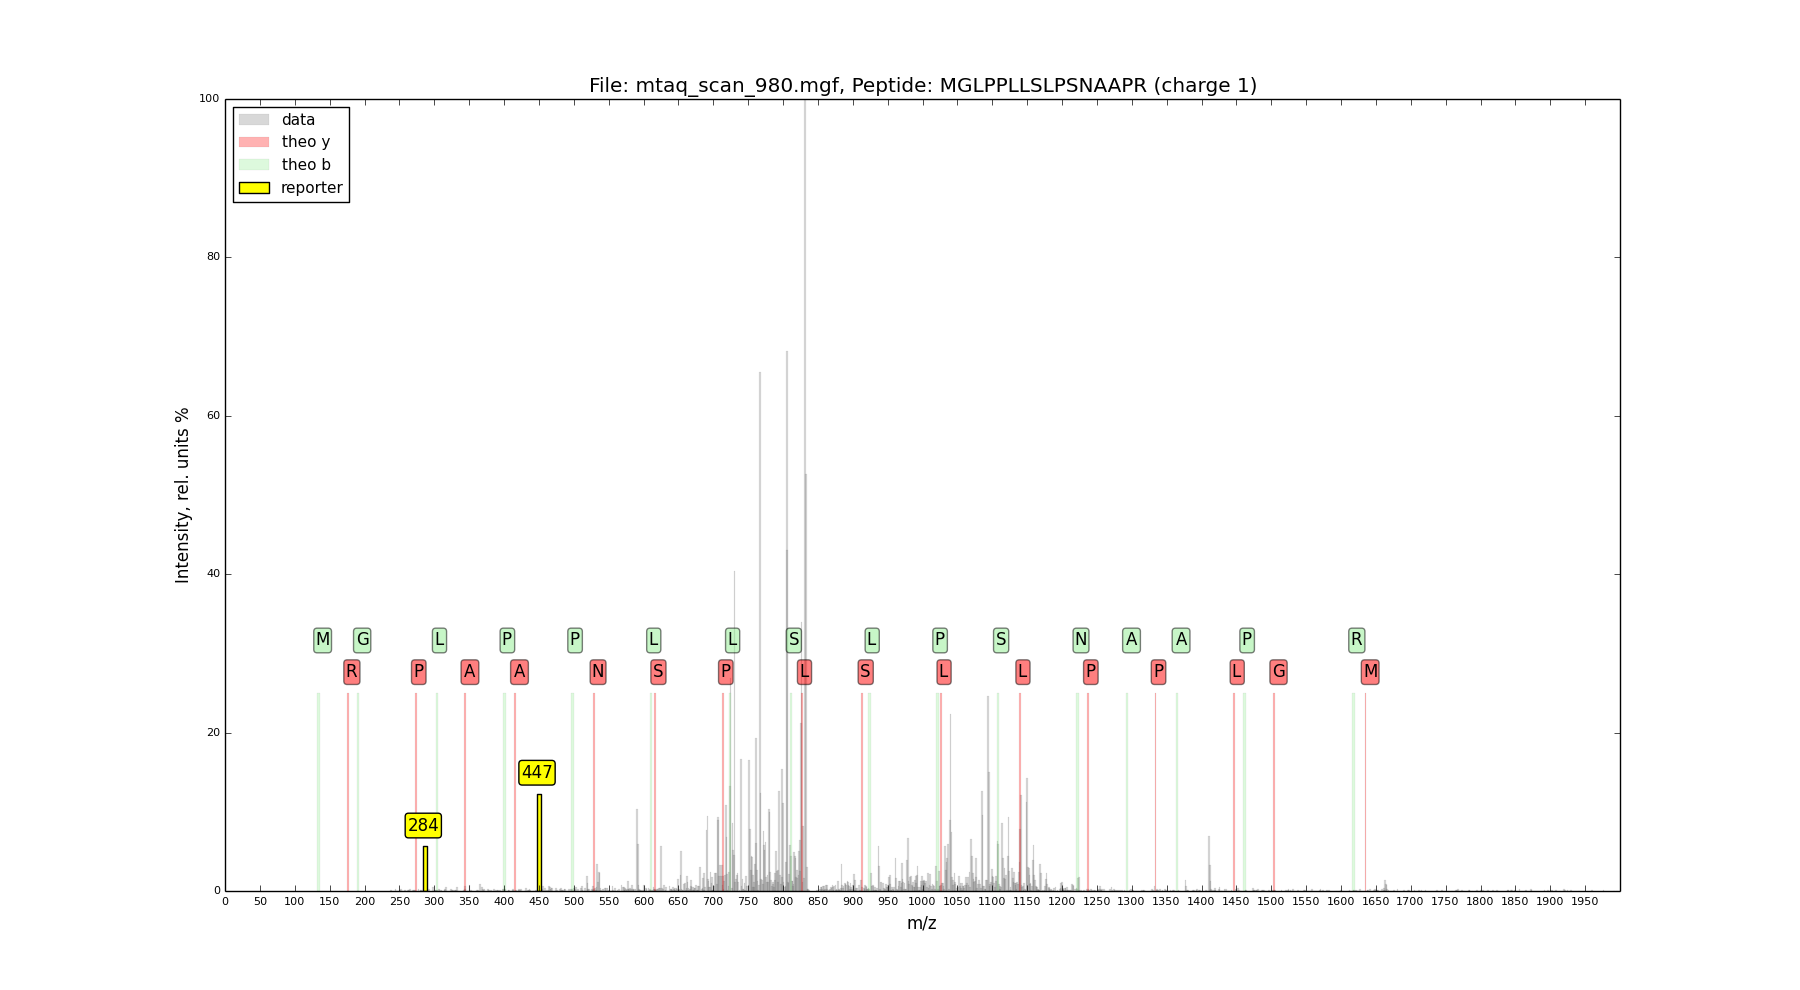 File: mtaq_scan_980.mgf, Peptide: MGLPPLLSLPSNAAPR (charge 1)
100
data
theo y
theo b
reporter
80
60
40
20
0
Intensity, rel. units %
M G L P P L L S L P S N A A P R
R P A A N S P L S L L P P L G M
447
284
0 50 100 150 200 250 300 350 400 450 500 550 600 650 700 750 800 850 900 950 1000 1050 1100 1150 1200 1250 1300 1350 1400 1450 1500 1550 1600 1650 1700 1750 1800 1850 1900 1950
m/z